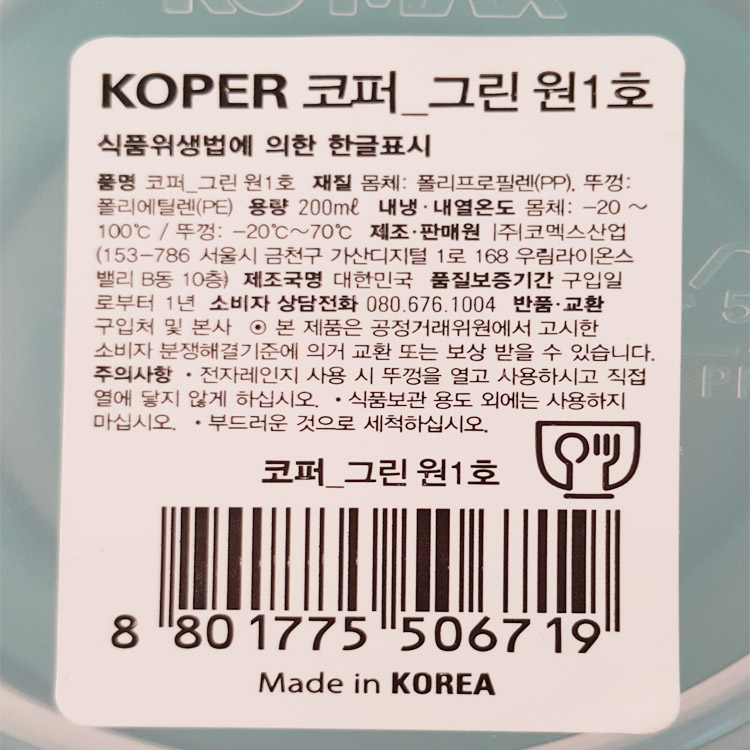 KOMAX
KOPER 코퍼_그린 원1호
식품위생법에 의한 한글표시
품명 코퍼_그린 원1호 재질 몸체: 폴리프로필렌(PP), 뚜껑:
폴리에틸렌(PE) 용량 200㎖ 내냉·내열온도 몸체: -20 ~
100℃ / 뚜껑: -20℃~70℃ 제조·판매원 |주|코멕스산업
(153-786 서울시 금천구 가산디지털 1로 168 우림라이온스
밸리 B동 10층) 제조국명 대한민국 품질보증기간 구입일
로부터 1년 소비자 상담전화 080.676.1004 반품·교환
구입처 및 본사 ⊙ 본 제품은 공정거래위원에서 고시한
소비자 분쟁해결기준에 의거 교환 또는 보상 받을 수 있습니다.
주의사항 · 전자레인지 사용 시 뚜껑을 열고 사용하시고 직접
열에 닿지 않게 하십시오. · 식품보관 용도 외에는 사용하지
마십시오. · 부드러운 것으로 세척하십시오.
코퍼_그린 원1호
8 801775 506719
Made in KOREA